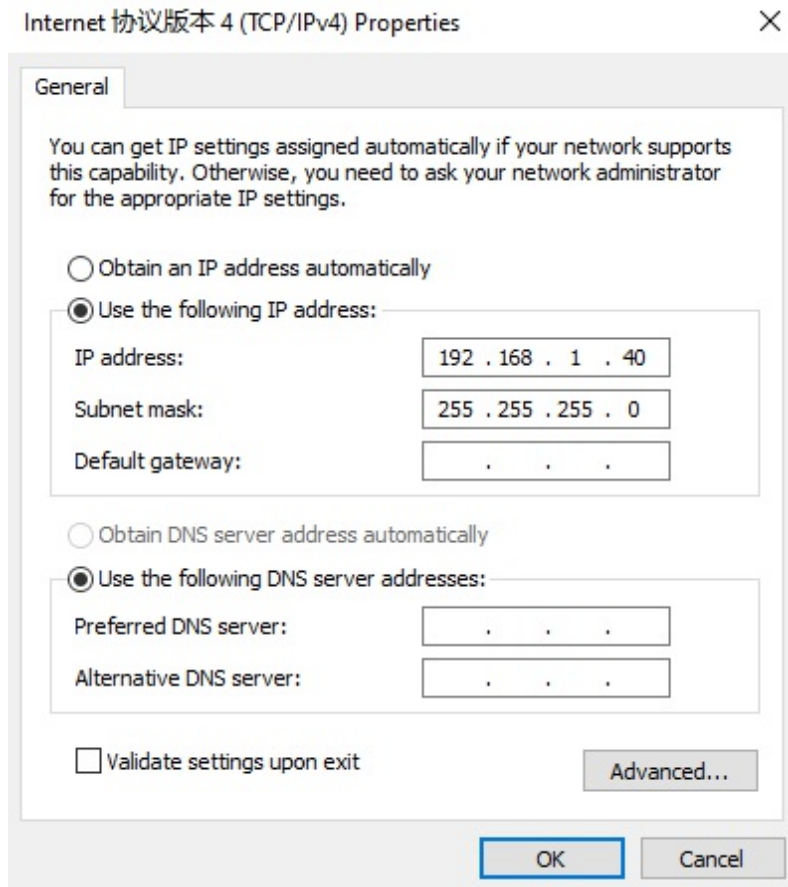 Internet 协议版本 4 (TCP/IPv4) Properties
General
You can get IP settings assigned automatically if your network supports
this capability. Otherwise, you need to ask your network administrator
for the appropriate IP settings.
Obtain an IP address automatically
Use the following IP address:
IP address: 192 . 168 . 1 . 40
Subnet mask: 255 . 255 . 255 . 0
Default gateway: . . .
Obtain DNS server address automatically
Use the following DNS server addresses:
Preferred DNS server: . . .
Alternative DNS server: . . .
Validate settings upon exit
Advanced...
OK Cancel